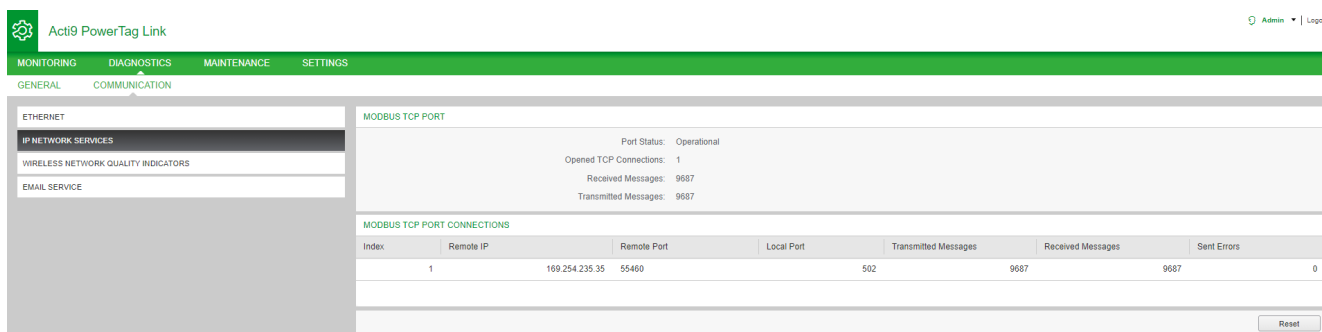 Acti9 PowerTag Link
Admin
MONITORING DIAGNOSTICS MAINTENANCE SETTINGS
GENERAL COMMUNICATION
ETHERNET
IP NETWORK SERVICES
WIRELESS NETWORK QUALITY INDICATORS
EMAIL SERVICE
MODBUS TCP PORT
Port Status: Operational
Opened TCP Connections: 1
Received Messages: 9687
Transmitted Messages: 9687
MODBUS TCP PORT CONNECTIONS
Index Remote IP Remote Port Local Port Transmitted Messages Received Messages Sent Errors
1 169.254.235.35 55460 502 9687 9687 0
Reset